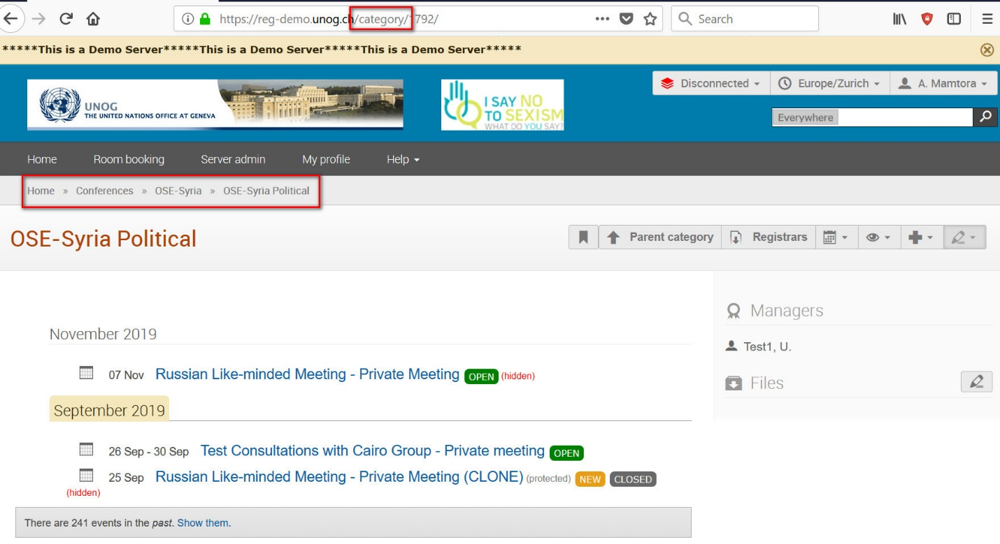 https://reg-demo.unog.ch/category/1792/
Search
*****This is a Demo Server*****This is a Demo Server*****This is a Demo Server*****
UNOG
THE UNITED NATIONS OFFICE AT GENEVA
I SAY NO
TO SEXISM
WHAT DO YOU SAY?
Disconnected
Europe/Zurich
A. Mamtora
Everywhere
Home Room booking Server admin My profile Help
Home » Conferences » OSE-Syria » OSE-Syria Political
OSE-Syria Political
Parent category
Registrars
Managers
Test1, U.
Files
November 2019
07 Nov Russian Like-minded Meeting - Private Meeting OPEN (hidden)
September 2019
26 Sep - 30 Sep Test Consultations with Cairo Group - Private meeting OPEN
25 Sep Russian Like-minded Meeting - Private Meeting (CLONE) (protected) NEW CLOSED
(hidden)
There are 241 events in the past. Show them.